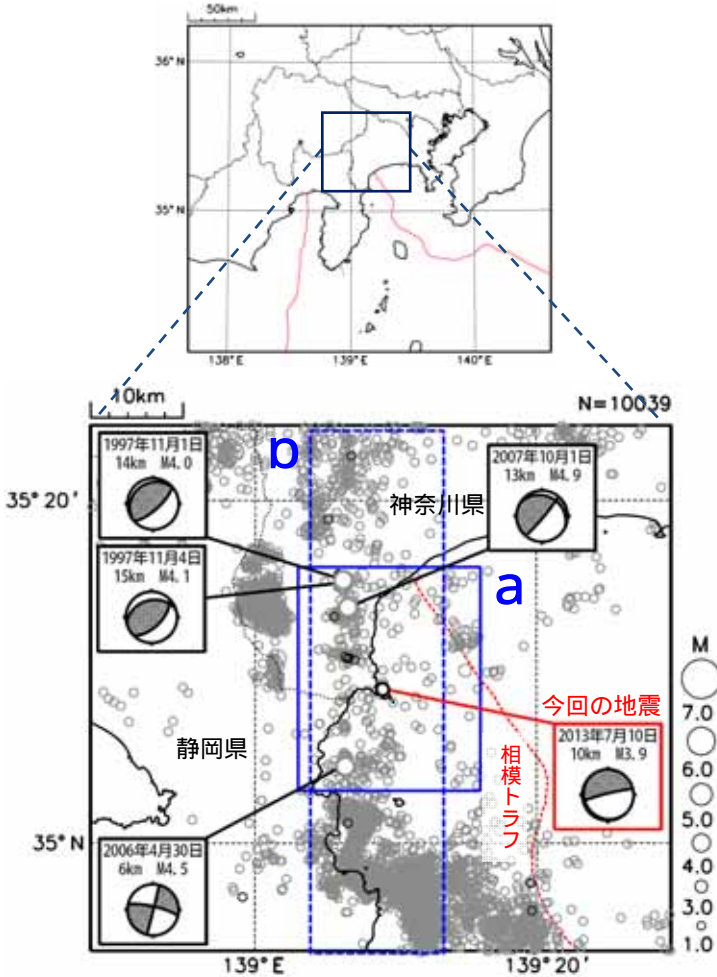 50km
36°N
35°N
138°E
139°E
140°E
10km
N=10039
1997年11月1日
14km M4.0
b
2007年10月1日
13km M4.9
35°20'
神奈川県
1997年11月4日
15km M4.1
a
M
7.0
6.0
5.0
4.0
3.0
1.0
今回の地震
2013年7月10日
10km M3.9
静岡県
相模トラフ
35°N
2006年4月30日
6km M4.5
139°E
139°20'